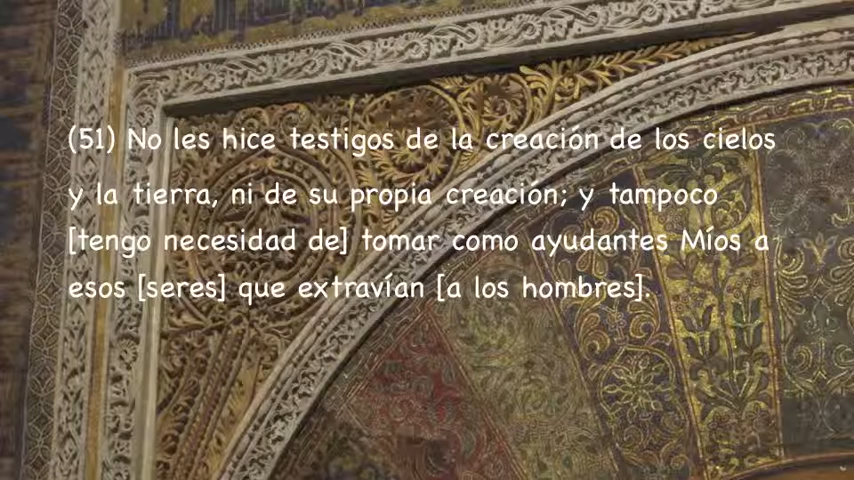 (51) No les hice testigos de la creación de los cielos
y la tierra, ni de su propia creación; y tampoco
[tengo necesidad de] tomar como ayudantes Míos a
esos [seres] que extravían [a los hombres].